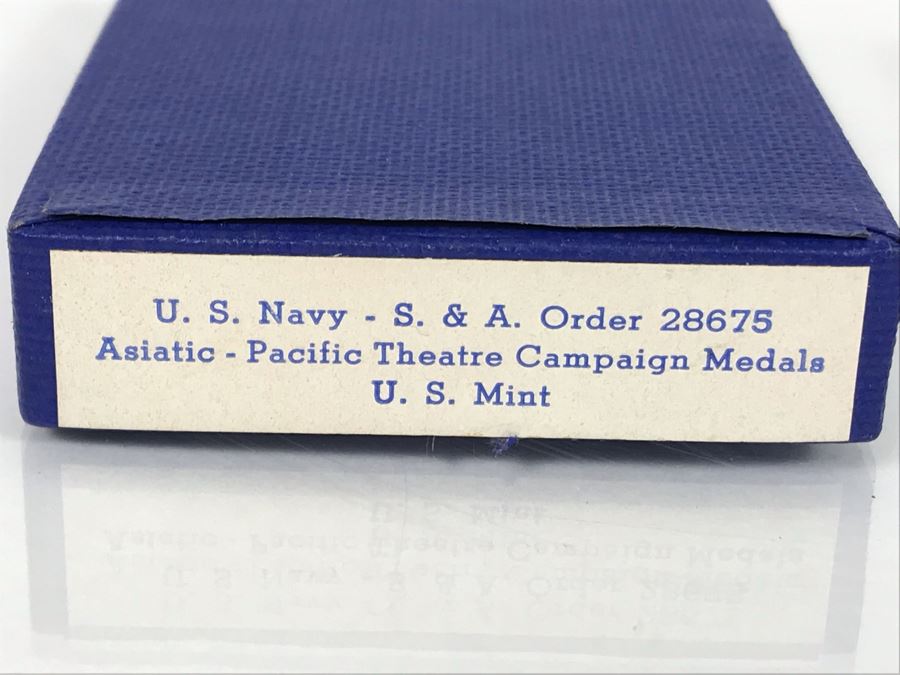 U. S. Navy - S. & A. Order 28675
Asiatic - Pacific Theatre Campaign Medals
U. S. Mint